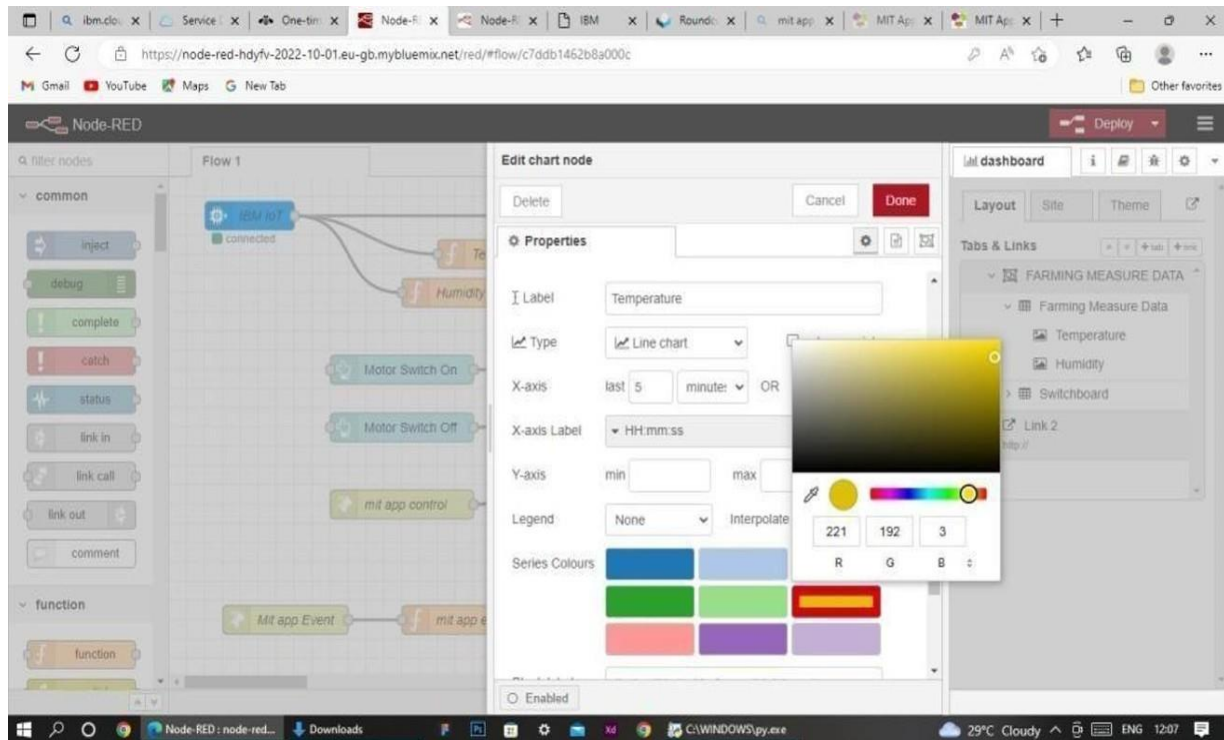 ibm.clou
Service
One-tim
Node-R
Node-R
IBM
Roundc
mit app
MIT App
MIT App
https://node-red-hdyfv-2022-10-01.eu-gb.mybluemix.net/red/#flow/c7ddb1462b8a000c
Gmail YouTube Maps New Tab Other favorites
Node-RED Deploy
filter nodes
common
inject
debug
complete
catch
status
link in
link call
link out
comment
function
function
Flow 1
IBM IoT
connected
Te
Humidity
Motor Switch On
Motor Switch Off
mit app control
Mit app Event
mit app e
Edit chart node
Delete Cancel Done
Properties
Label Temperature
Type Line chart
X-axis last 5 minutes OR
X-axis Label HH:mm:ss
Y-axis min max
Legend None Interpolate
Series Colours
221 192 3
R G B
Enabled
dashboard
Layout Site Theme
Tabs & Links + tab + link
FARMING MEASURE DATA
Farming Measure Data
Temperature
Humidity
Switchboard
Link 2
http://
Node-RED : node-red... Downloads C:\WINDOWS\py.exe 29°C Cloudy ENG 12:07